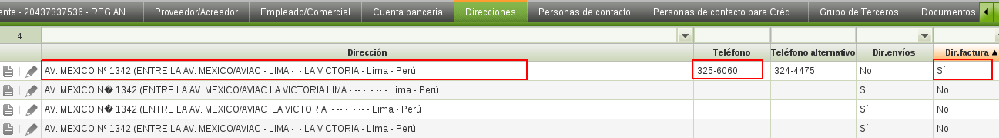 ente - 20437337536 - REGIAN... Proveedor/Acreedor Empleado/Comercial Cuenta bancaria Direcciones Personas de contacto Personas de contacto para Créd... Grupo de Terceros Documentos
4
Dirección Teléfono Teléfono alternativo Dir.envíos Dir.factura
AV. MEXICO Nº 1342 (ENTRE LA AV. MEXICO/AVIAC - LIMA - - LA VICTORIA - Lima - Perú 325-6060 324-4475 No Sí
AV. MEXICO N� 1342 (ENTRE LA AV. MEXICO/AVIAC LA VICTORIA LIMA - -- - - -- - Lima - Perú Sí No
AV. MEXICO N� 1342 (ENTRE LA AV. MEXICO/AVIAC LA VICTORIA - -- - - -- - Lima - Perú Sí No
AV. MEXICO Nº 1342 (ENTRE LA AV. MEXICO/AVIAC - LIMA - - LA VICTORIA - Lima - Perú Sí No